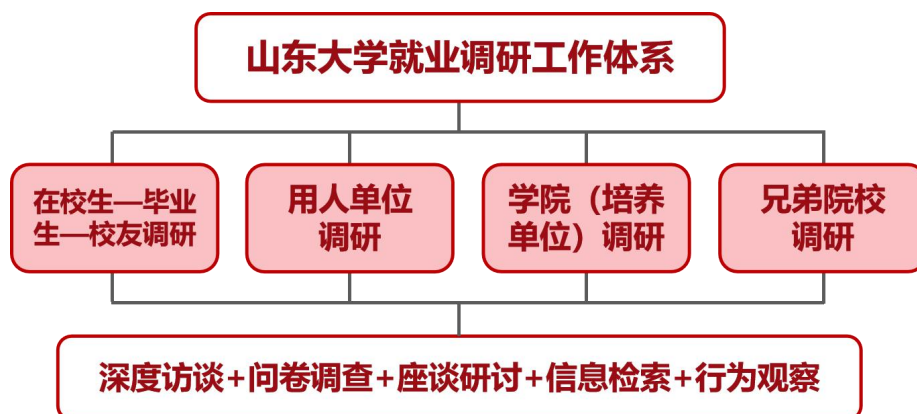 山东大学就业调研工作体系
在校生—毕业
生—校友调研
用人单位
调研
学院（培养
单位）调研
兄弟院校
调研
深度访谈+问卷调查+座谈研讨+信息检索+行为观察